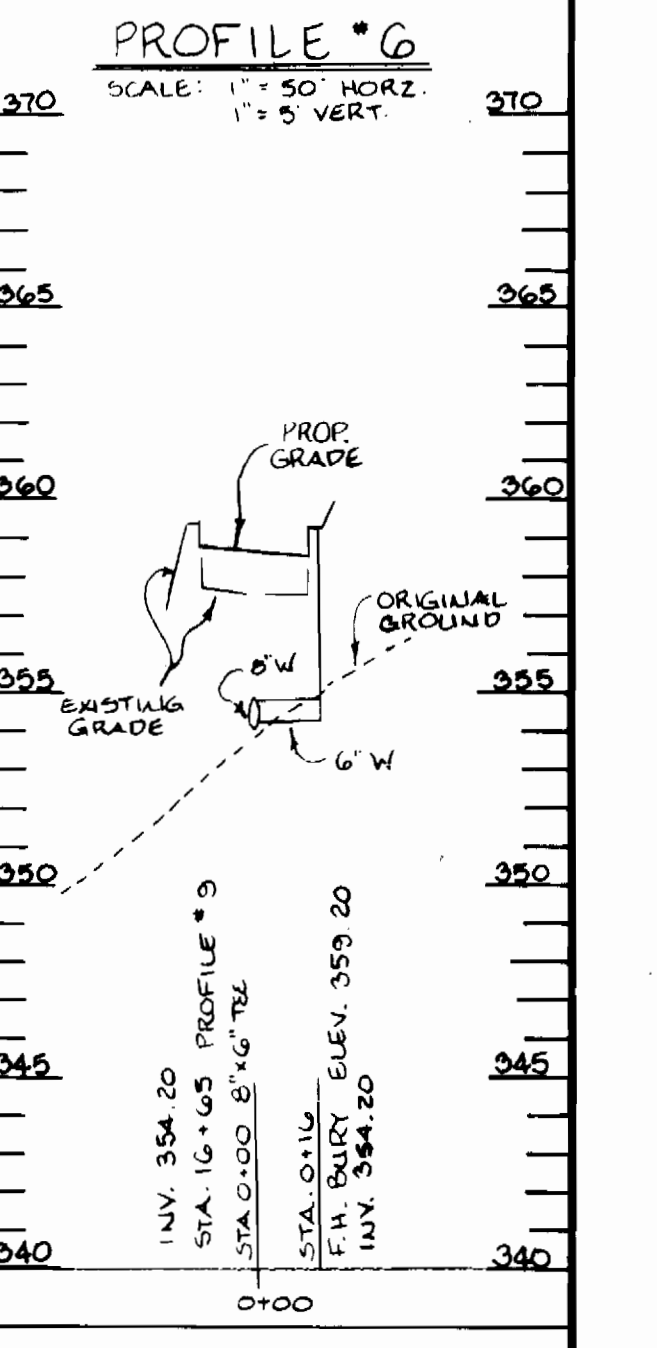 PROFILE #6
SCALE: 1" = 50' HORZ.
1" = 5' VERT.
370
370
365
365
PROP.
GRADE
360
360
ORIGINAL
GROUND
8" W
355
355
EXISTING
GRADE
6" W
350
350
INV. 354.20
STA. 16+65 PROFILE #9
STA 0+00 8"x6" TEE
STA. 0+16
F.H. BURY ELEV. 359.20
INV. 354.20
345
345
340
340
0+00